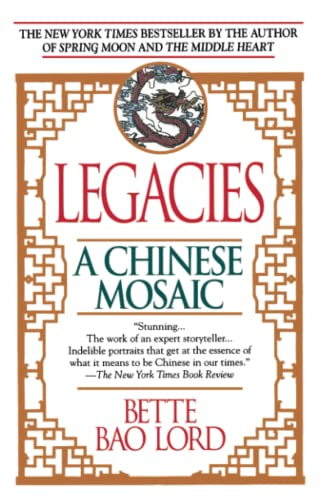 THE NEW YORK TIMES BESTSELLER BY THE AUTHOR
OF SPRING MOON AND THE MIDDLE HEART
LEGACIES
A CHINESE
MOSAIC
“Stunning...
The work of an expert storyteller...
Indelible portraits that get at the essence of
what it means to be Chinese in our times.”
—The New York Times Book Review
BETTE
BAO LORD